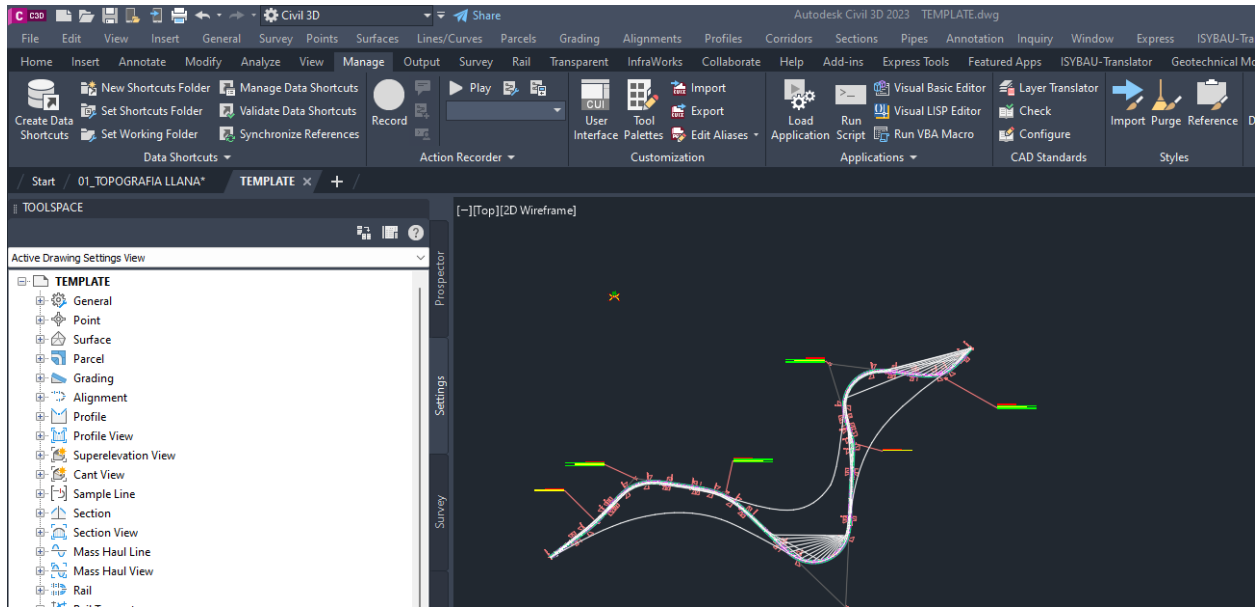 C C3D Civil 3D Share Autodesk Civil 3D 2023 TEMPLATE.dwg
File Edit View Insert General Survey Points Surfaces Lines/Curves Parcels Grading Alignments Profiles Corridors Sections Pipes Annotation Inquiry Window Express ISYBAU-Tra
Home Insert Annotate Modify Analyze View Manage Output Survey Rail Transparent InfraWorks Collaborate Help Add-ins Express Tools Featured Apps ISYBAU-Translator Geotechnical Mo
New Shortcuts Folder Manage Data Shortcuts Play Import Visual Basic Editor Layer Translator
Set Shortcuts Folder Validate Data Shortcuts CUI Export Visual LISP Editor Check
Create Data Shortcuts Record User Interface Tool Palettes Load Application Run Script Import Purge Reference D
Set Working Folder Synchronize References Edit Aliases Run VBA Macro Configure
Data Shortcuts Action Recorder Customization Applications CAD Standards Styles
Start 01_TOPOGRAFIA LLANA* TEMPLATE × +
TOOLSPACE
[−][Top][2D Wireframe]
Active Drawing Settings View
Prospector
Settings
Survey
TEMPLATE
General
Point
Surface
Parcel
Grading
Alignment
Profile
Profile View
Superelevation View
Cant View
Sample Line
Section
Section View
Mass Haul Line
Mass Haul View
Rail